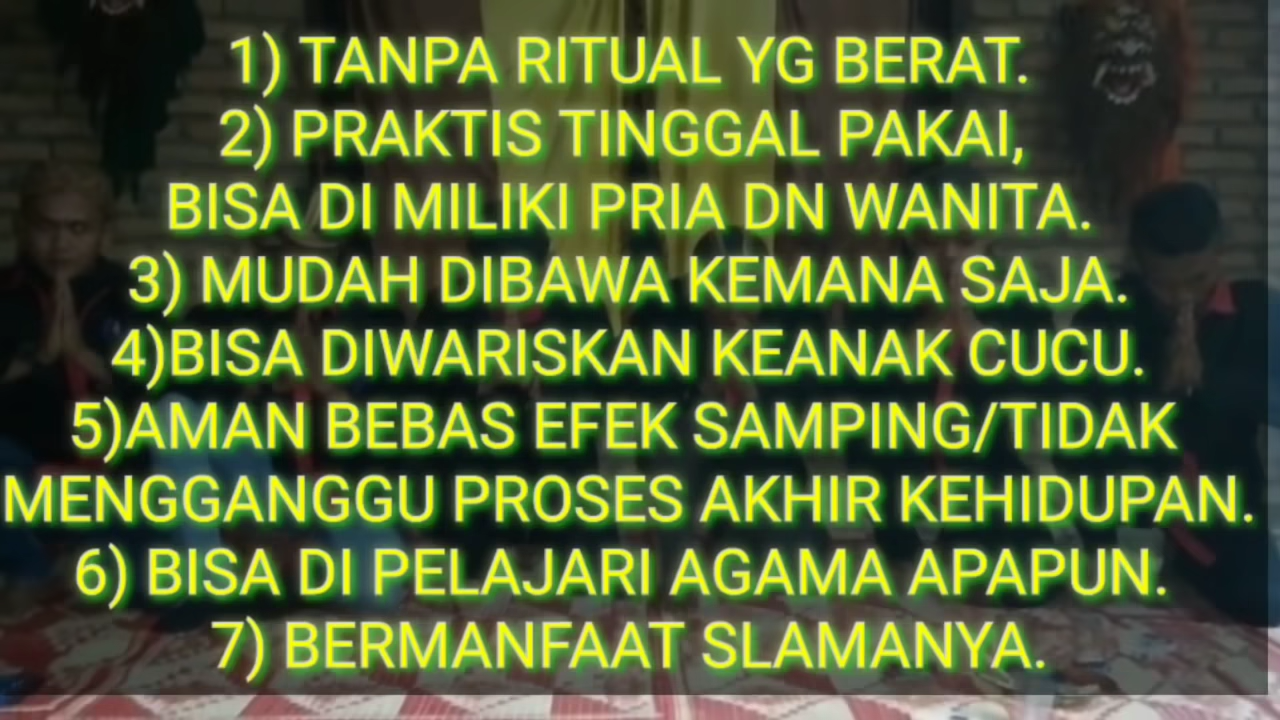 1) TANPA RITUAL YG BERAT.
2) PRAKTIS TINGGAL PAKAI,
BISA DI MILIKI PRIA DN WANITA.
3) MUDAH DIBAWA KEMANA SAJA.
4)BISA DIWARISKAN KEANAK CUCU.
5)AMAN BEBAS EFEK SAMPING/TIDAK
MENGGANGGU PROSES AKHIR KEHIDUPAN.
6) BISA DI PELAJARI AGAMA APAPUN.
7) BERMANFAAT SLAMANYA.